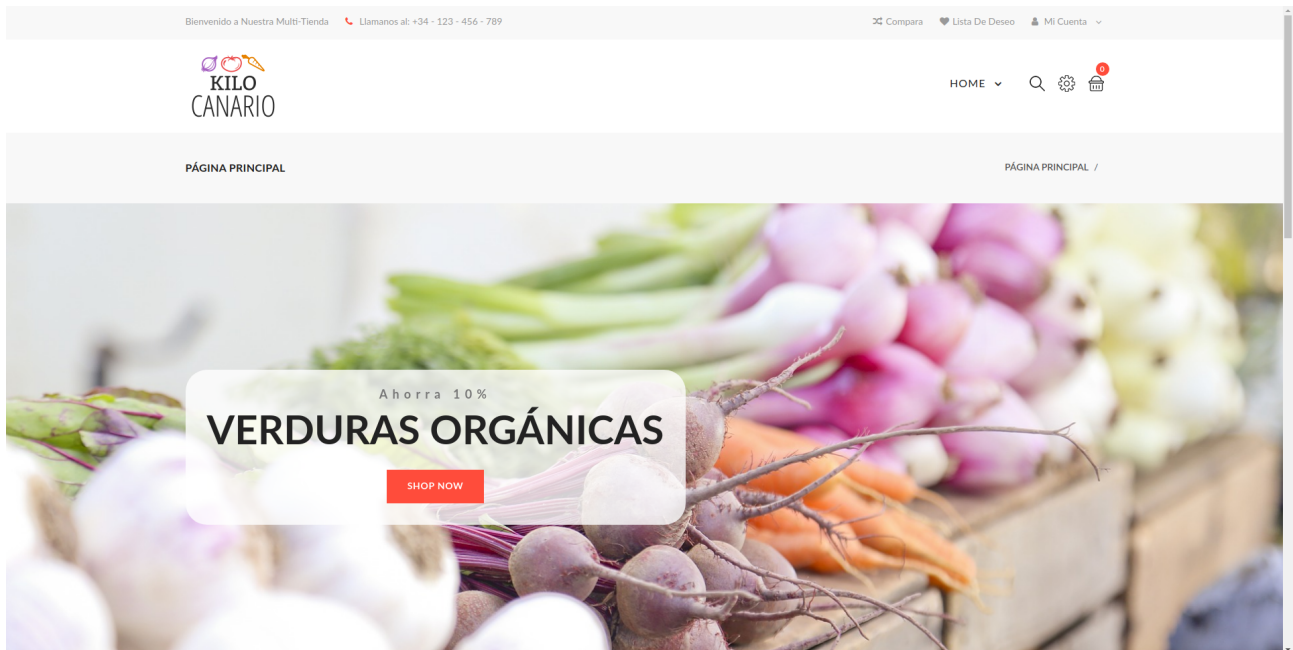 Bienvenido a Nuestra Multi-Tienda Llamanos al: +34 - 123 - 456 - 789 Compara Lista De Deseo Mi Cuenta
KILO
CANARIO
HOME
0
PÁGINA PRINCIPAL PÁGINA PRINCIPAL /
Ahorra 10%
VERDURAS ORGÁNICAS
SHOP NOW